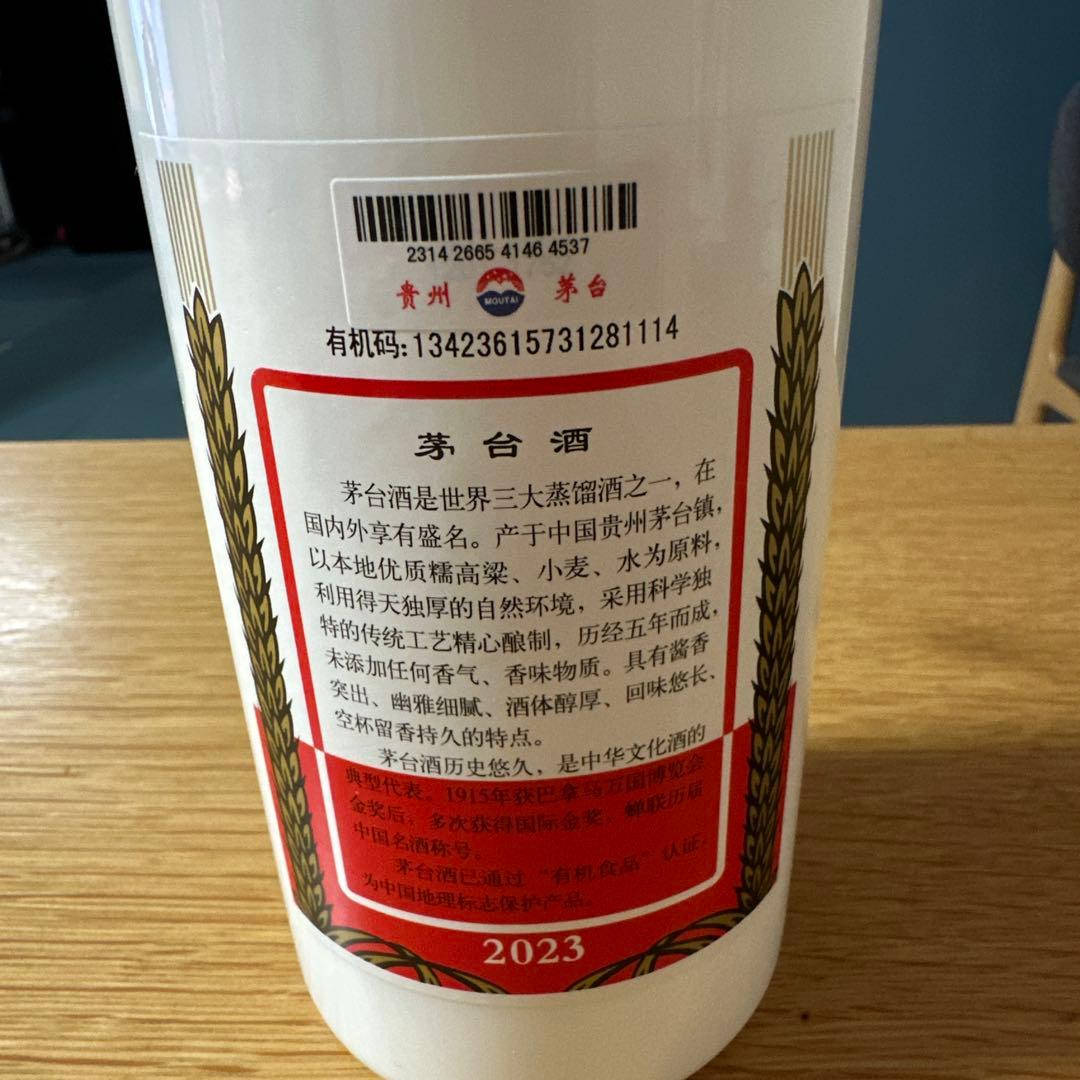 2314 2665 4146 4537
贵州 MOUTAI 茅台
有机码:13423615731281114
茅台酒
茅台酒是世界三大蒸馏酒之一，在
国内外享有盛名。产于中国贵州茅台镇，
以本地优质糯高粱、小麦、水为原料，
利用得天独厚的自然环境，采用科学独
特的传统工艺精心酿制，历经五年而成，
未添加任何香气、香味物质。具有酱香
突出、幽雅细腻、酒体醇厚、回味悠长、
空杯留香持久的特点。
茅台酒历史悠久，是中华文化酒的
典型代表。1915年获巴拿马万国博览会
金奖后，多次获得国际金奖，蝉联历届
中国名酒称号。
茅台酒已通过“有机食品”认证，
为中国地理标志保护产品。
2023